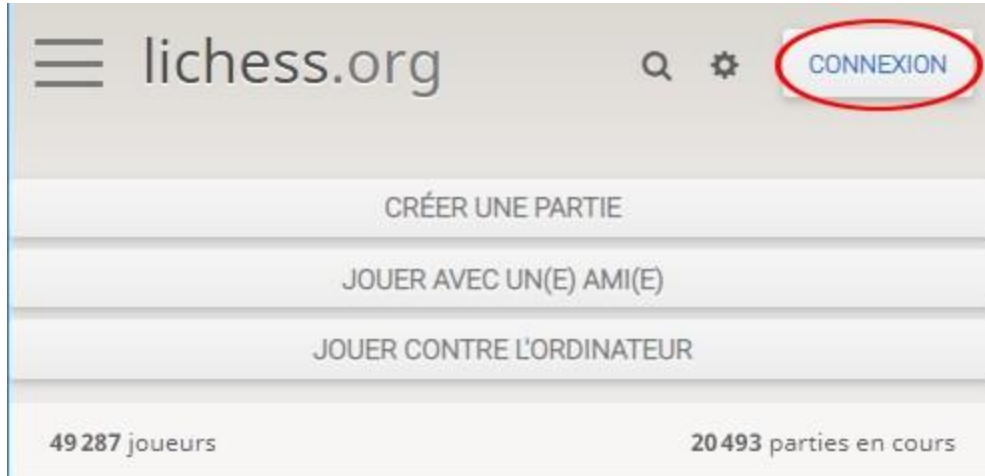 lichess.org CONNEXION
CRÉER UNE PARTIE
JOUER AVEC UN(E) AMI(E)
JOUER CONTRE L'ORDINATEUR
49 287 joueurs 20 493 parties en cours